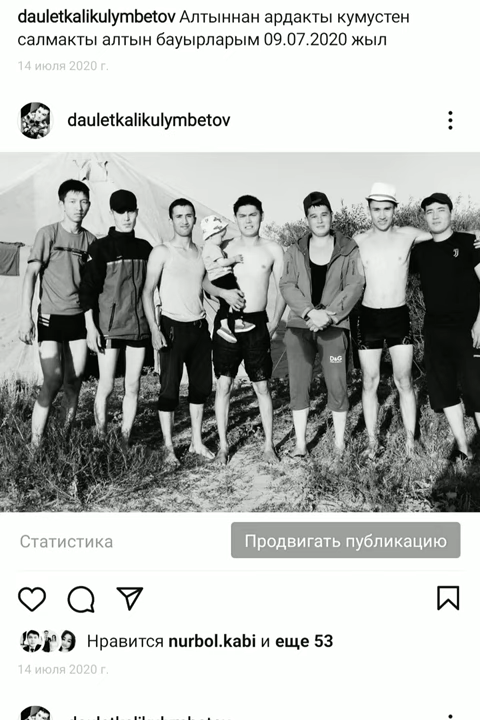 dauletkalikulymbetov Алтыннан ардакты кумустен
салмакты алтын бауырларым 09.07.2020 жыл
14 июля 2020 г.
dauletkalikulymbetov
D&G
Статистика
Продвигать публикацию
Нравится nurbol.kabi и еще 53
14 июля 2020 г.